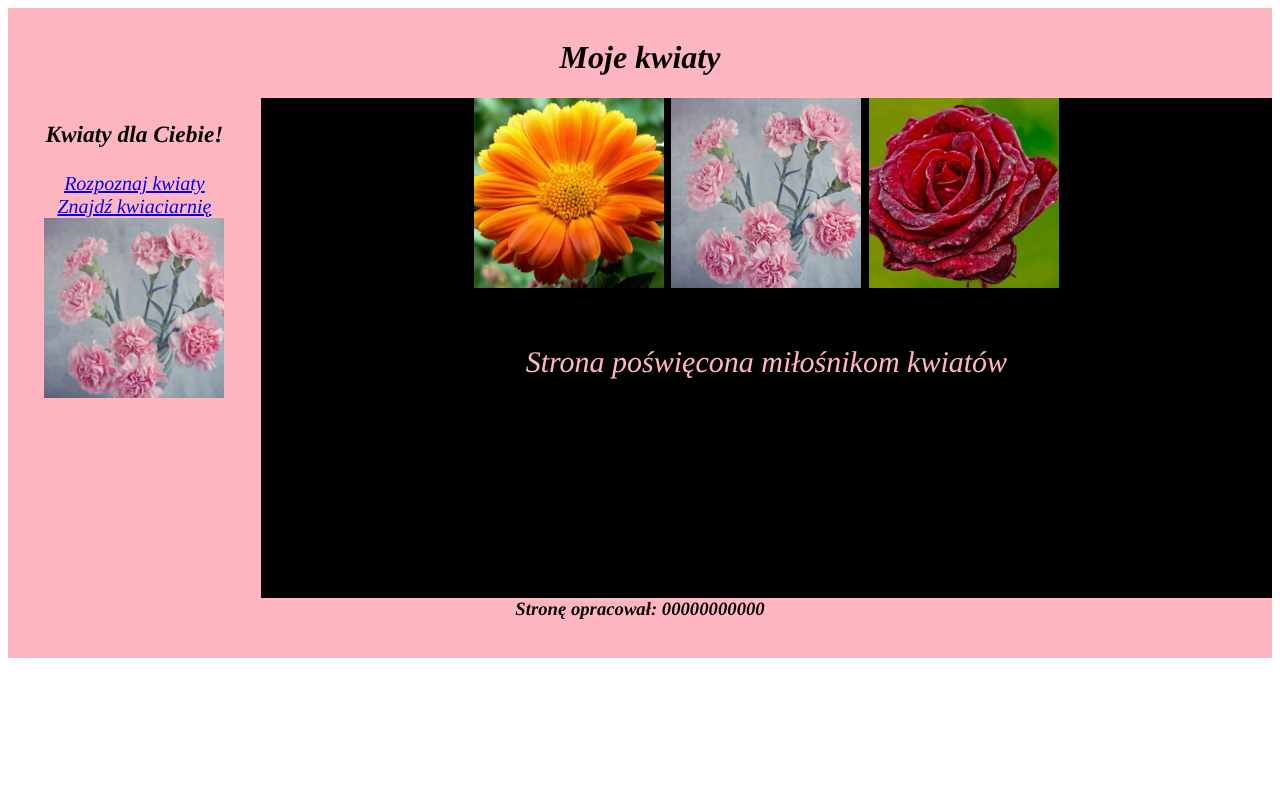 Moje kwiaty
Kwiaty dla Ciebie!
Rozpoznaj kwiaty
Znajdź kwiaciarnię
Strona poświęcona miłośnikom kwiatów
Stronę opracował: 00000000000